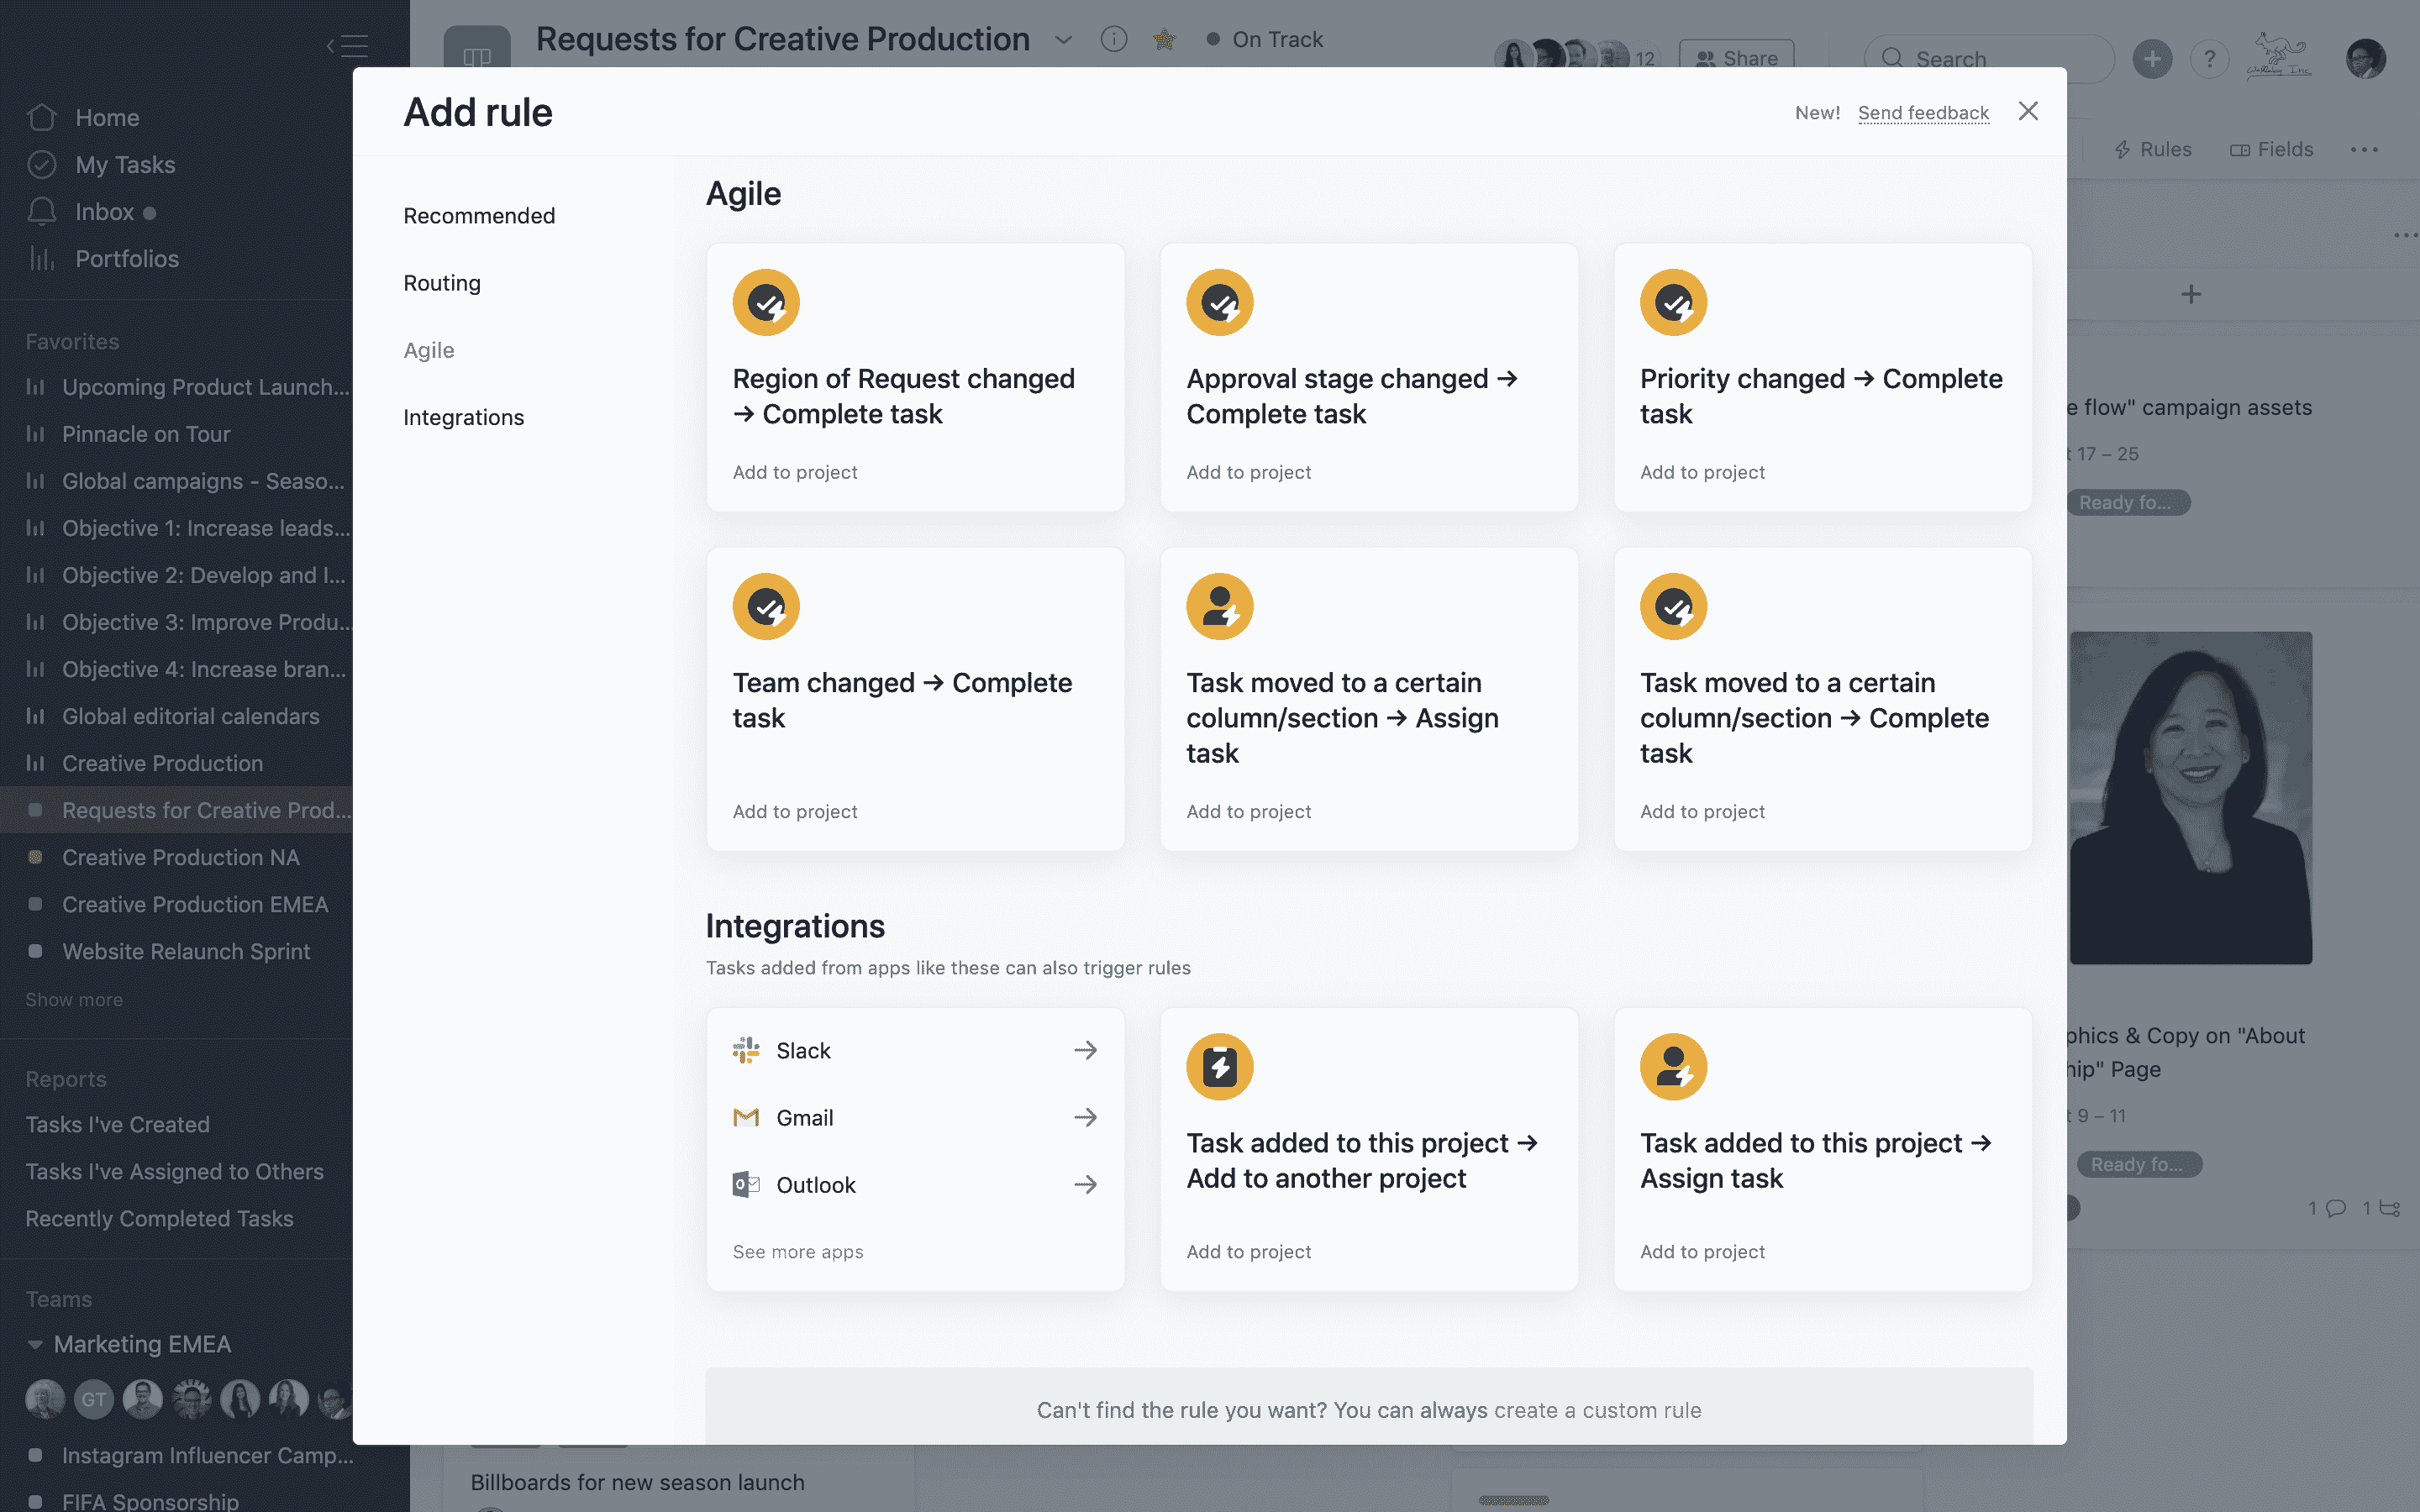 Requests for Creative Production
On Track
12
Share
Search
?
Home
My Tasks
Inbox
Portfolios
Favorites
Upcoming Product Launch...
Pinnacle on Tour
Global campaigns - Seaso...
Objective 1: Increase leads...
Objective 2: Develop and I...
Objective 3: Improve Produ...
Objective 4: Increase bran...
Global editorial calendars
Creative Production
Requests for Creative Prod...
Creative Production NA
Creative Production EMEA
Website Relaunch Sprint
Show more
Reports
Tasks I've Created
Tasks I've Assigned to Others
Recently Completed Tasks
Teams
Marketing EMEA
GT
Instagram Influencer Camp...
FIFA Sponsorship
Add rule
New! Send feedback
Recommended
Routing
Agile
Integrations
Agile
Region of Request changed
→ Complete task
Add to project
Approval stage changed →
Complete task
Add to project
Priority changed → Complete
task
Add to project
Team changed → Complete
task
Add to project
Task moved to a certain
column/section → Assign
task
Add to project
Task moved to a certain
column/section → Complete
task
Add to project
Integrations
Tasks added from apps like these can also trigger rules
Slack
Gmail
Outlook
See more apps
Task added to this project →
Add to another project
Add to project
Task added to this project →
Assign task
Add to project
Can't find the rule you want? You can always create a custom rule
Rules
Fields
e flow" campaign assets
17 – 25
Ready fo...
phics & Copy on "About
hip" Page
9 – 11
Ready fo...
1
1
Billboards for new season launch